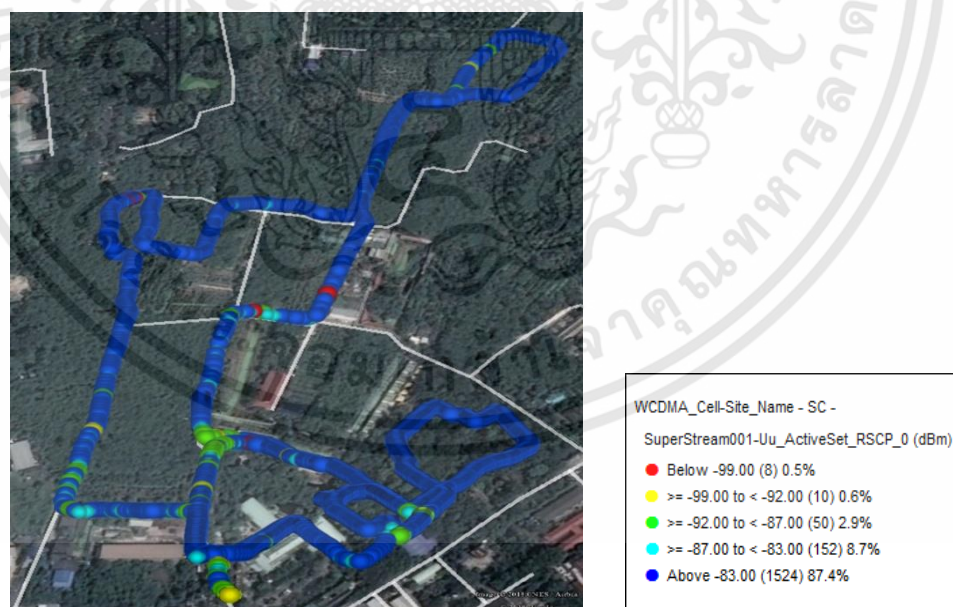 WCDMA_Cell-Site_Name - SC -
SuperStream001-Uu_ActiveSet_RSCP_0 (dBm)
Below -99.00 (8) 0.5%
>= -99.00 to < -92.00 (10) 0.6%
>= -92.00 to < -87.00 (50) 2.9%
>= -87.00 to < -83.00 (152) 8.7%
Above -83.00 (1524) 87.4%